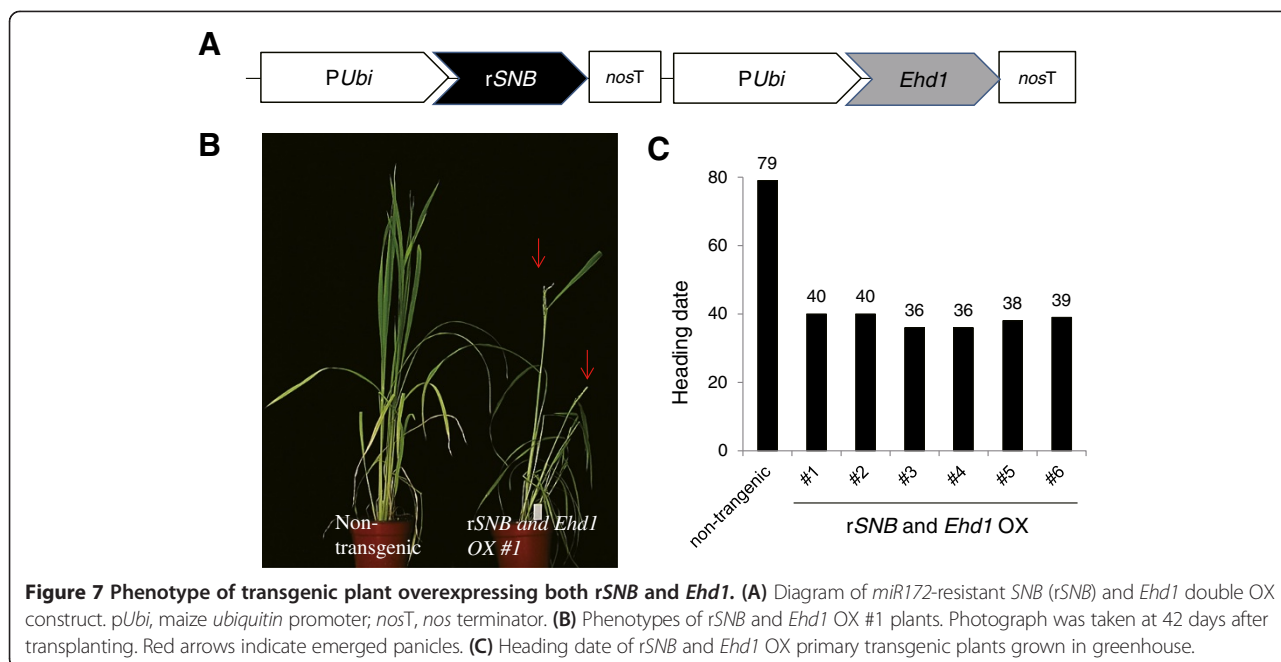 A
PUbi
rSNB
nosT
PUbi
Ehd1
nosT
B
Non-
transgenic
rSNB and Ehd1
OX #1
C
Heading date
80
60
40
20
0
79
40
40
36
36
38
39
non-trangenic
#1
#2
#3
#4
#5
#6
rSNB and Ehd1 OX
Figure 7 Phenotype of transgenic plant overexpressing both rSNB and Ehd1. (A) Diagram of miR172-resistant SNB (rSNB) and Ehd1 double OX
construct. pUbi, maize ubiquitin promoter; nosT, nos terminator. (B) Phenotypes of rSNB and Ehd1 OX #1 plants. Photograph was taken at 42 days after
transplanting. Red arrows indicate emerged panicles. (C) Heading date of rSNB and Ehd1 OX primary transgenic plants grown in greenhouse.